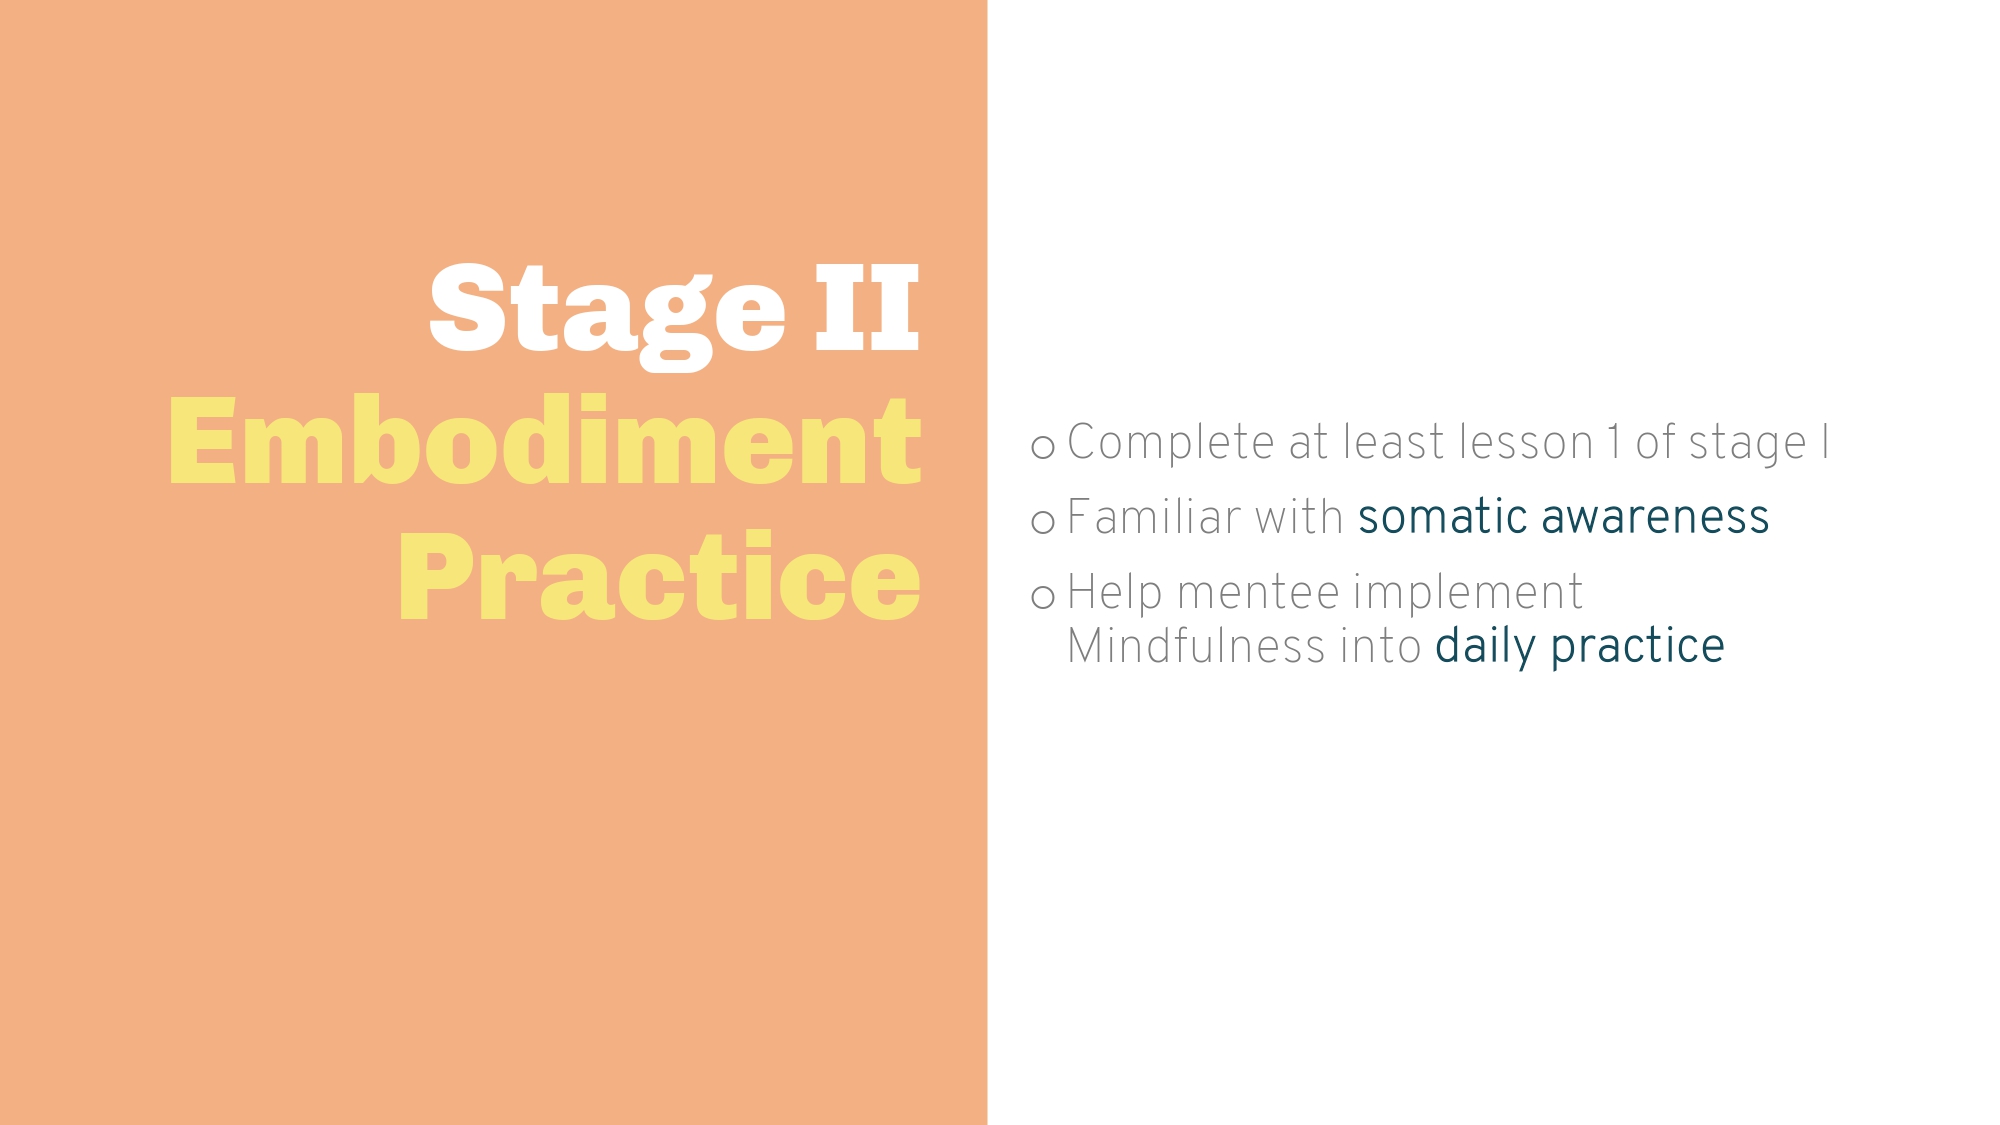 Stage II
Embodiment
Practice
Complete at least lesson 1 of stage I
Familiar with somatic awareness
Help mentee implement
Mindfulness into daily practice